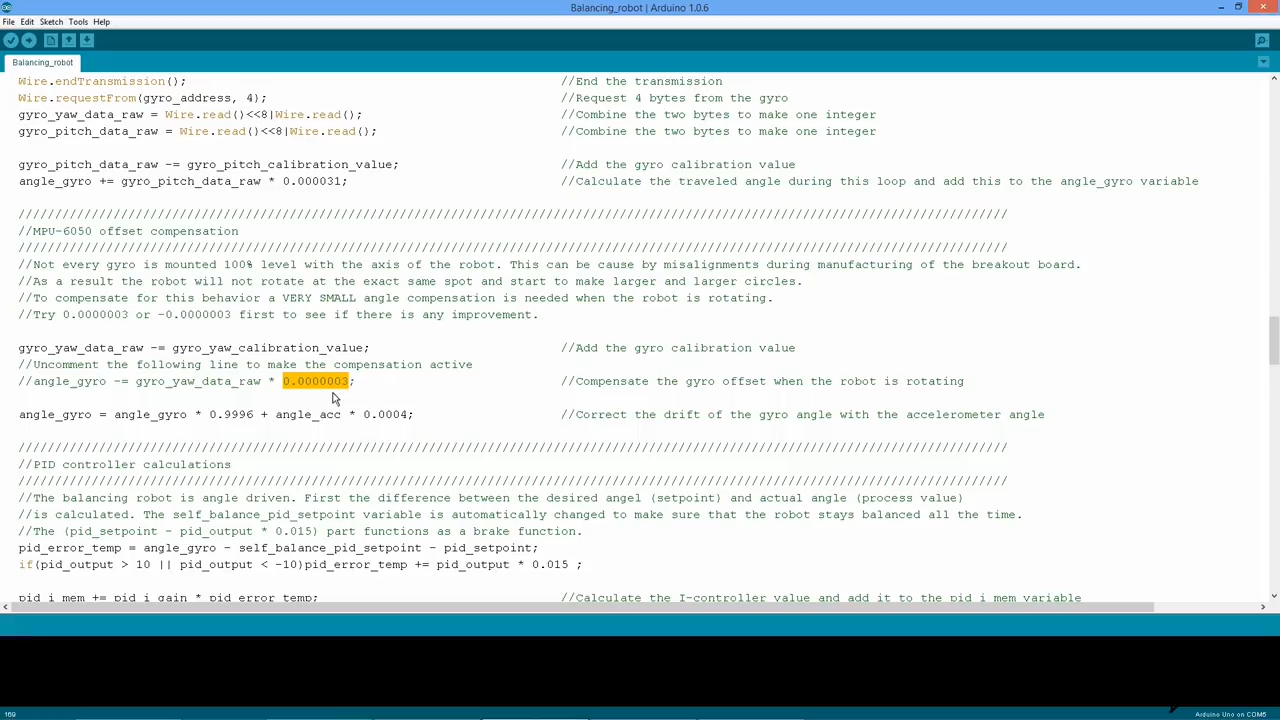 Balancing_robot | Arduino 1.0.6
File Edit Sketch Tools Help
Balancing_robot
Wire.endTransmission(); //End the transmission
Wire.requestFrom(gyro_address, 4); //Request 4 bytes from the gyro
gyro_yaw_data_raw = Wire.read()<<8|Wire.read(); //Combine the two bytes to make one integer
gyro_pitch_data_raw = Wire.read()<<8|Wire.read(); //Combine the two bytes to make one integer
gyro_pitch_data_raw -= gyro_pitch_calibration_value; //Add the gyro calibration value
angle_gyro += gyro_pitch_data_raw * 0.000031; //Calculate the traveled angle during this loop and add this to the angle_gyro variable
///////////////////////////////////////////////////////////////////////////////////////////////////////////////////////////////////////
//MPU-6050 offset compensation
///////////////////////////////////////////////////////////////////////////////////////////////////////////////////////////////////////
//Not every gyro is mounted 100% level with the axis of the robot. This can be cause by misalignments during manufacturing of the breakout board.
//As a result the robot will not rotate at the exact same spot and start to make larger and larger circles.
//To compensate for this behavior a VERY SMALL angle compensation is needed when the robot is rotating.
//Try 0.0000003 or -0.0000003 first to see if there is any improvement.
gyro_yaw_data_raw -= gyro_yaw_calibration_value; //Add the gyro calibration value
//Uncomment the following line to make the compensation active
//angle_gyro -= gyro_yaw_data_raw * 0.0000003; //Compensate the gyro offset when the robot is rotating
angle_gyro = angle_gyro * 0.9996 + angle_acc * 0.0004; //Correct the drift of the gyro angle with the accelerometer angle
///////////////////////////////////////////////////////////////////////////////////////////////////////////////////////////////////////
//PID controller calculations
///////////////////////////////////////////////////////////////////////////////////////////////////////////////////////////////////////
//The balancing robot is angle driven. First the difference between the desired angel (setpoint) and actual angle (process value)
//is calculated. The self_balance_pid_setpoint variable is automatically changed to make sure that the robot stays balanced all the time.
//The (pid_setpoint - pid_output * 0.015) part functions as a brake function.
pid_error_temp = angle_gyro - self_balance_pid_setpoint - pid_setpoint;
if(pid_output > 10 || pid_output < -10)pid_error_temp += pid_output * 0.015 ;
pid_i_mem += pid_i_gain * pid_error_temp; //Calculate the I-controller value and add it to the pid_i_mem variable
169 Arduino Uno on COM5